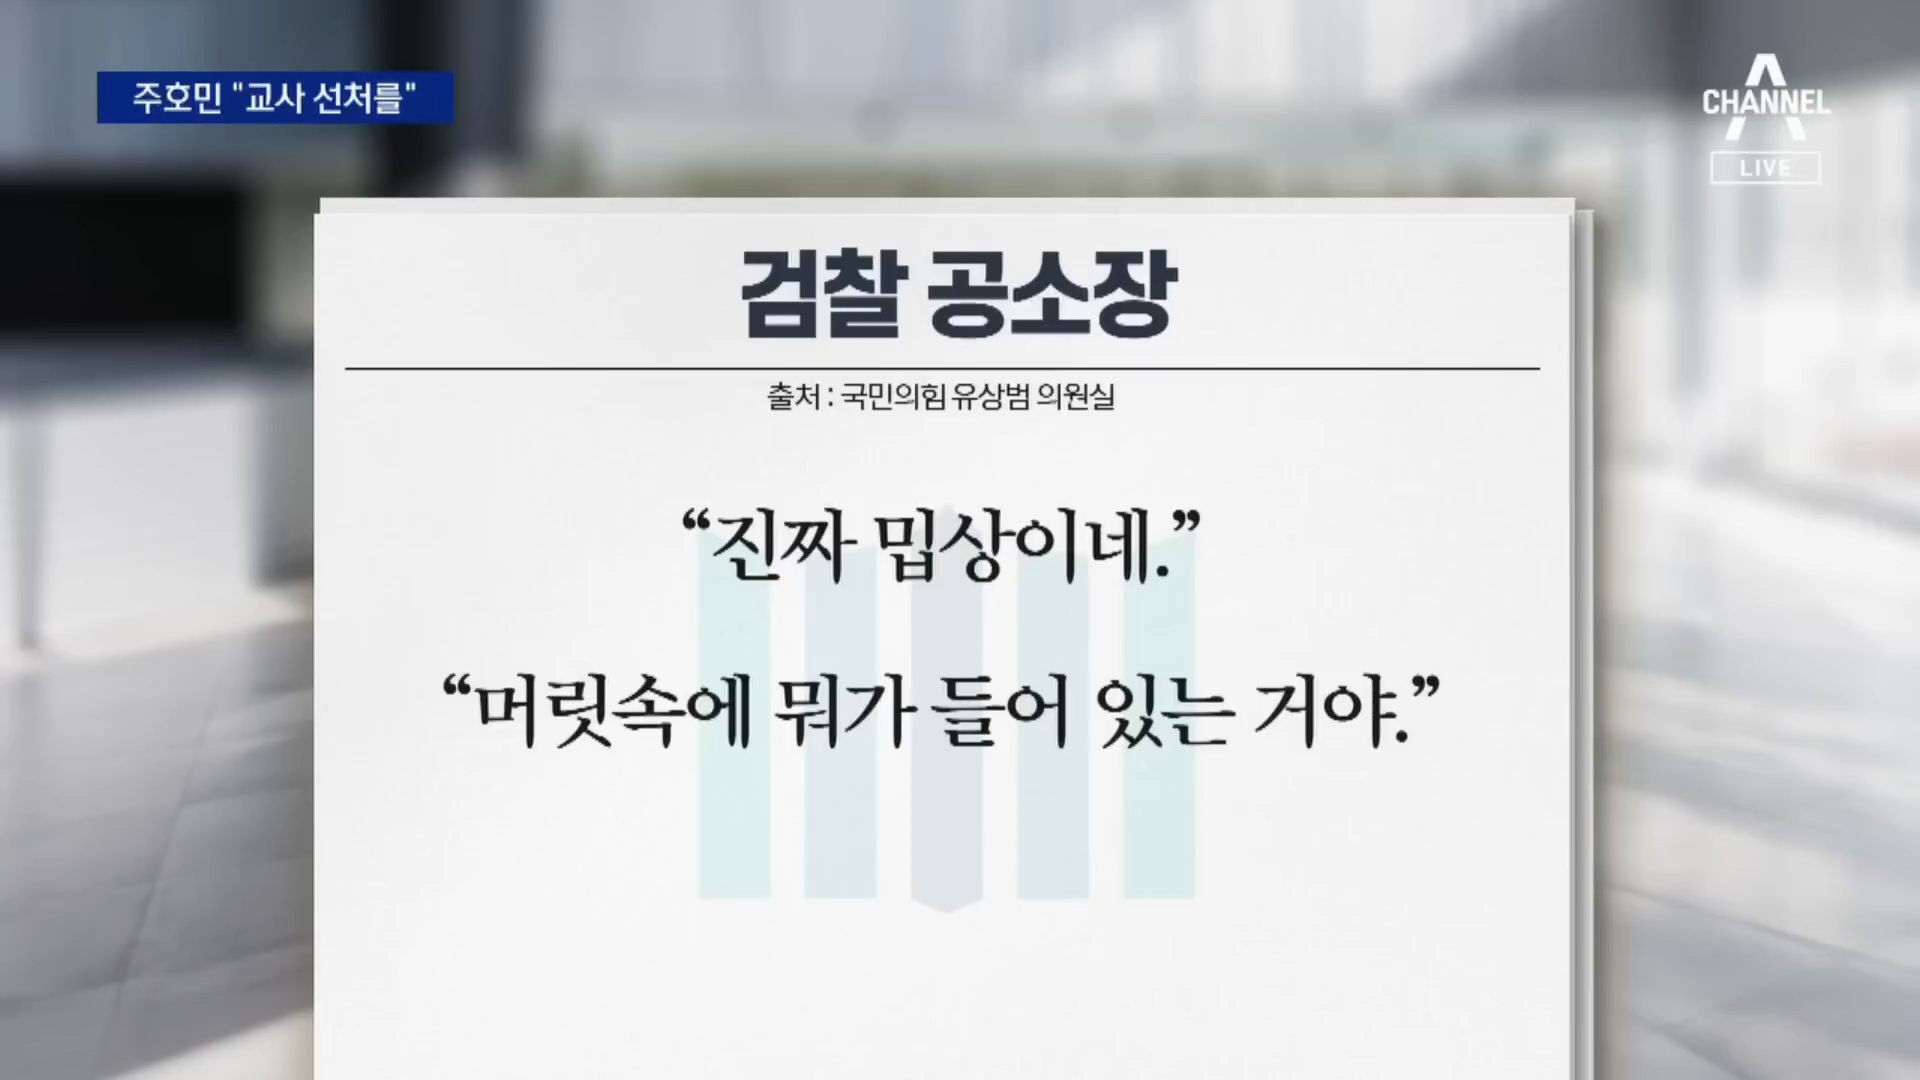 주호민 "교사 선처를"
CHANNEL A
LIVE
검찰 공소장
출처 : 국민의힘 유상범 의원실
“진짜 밉상이네.”
“머릿속에 뭐가 들어 있는 거야.”